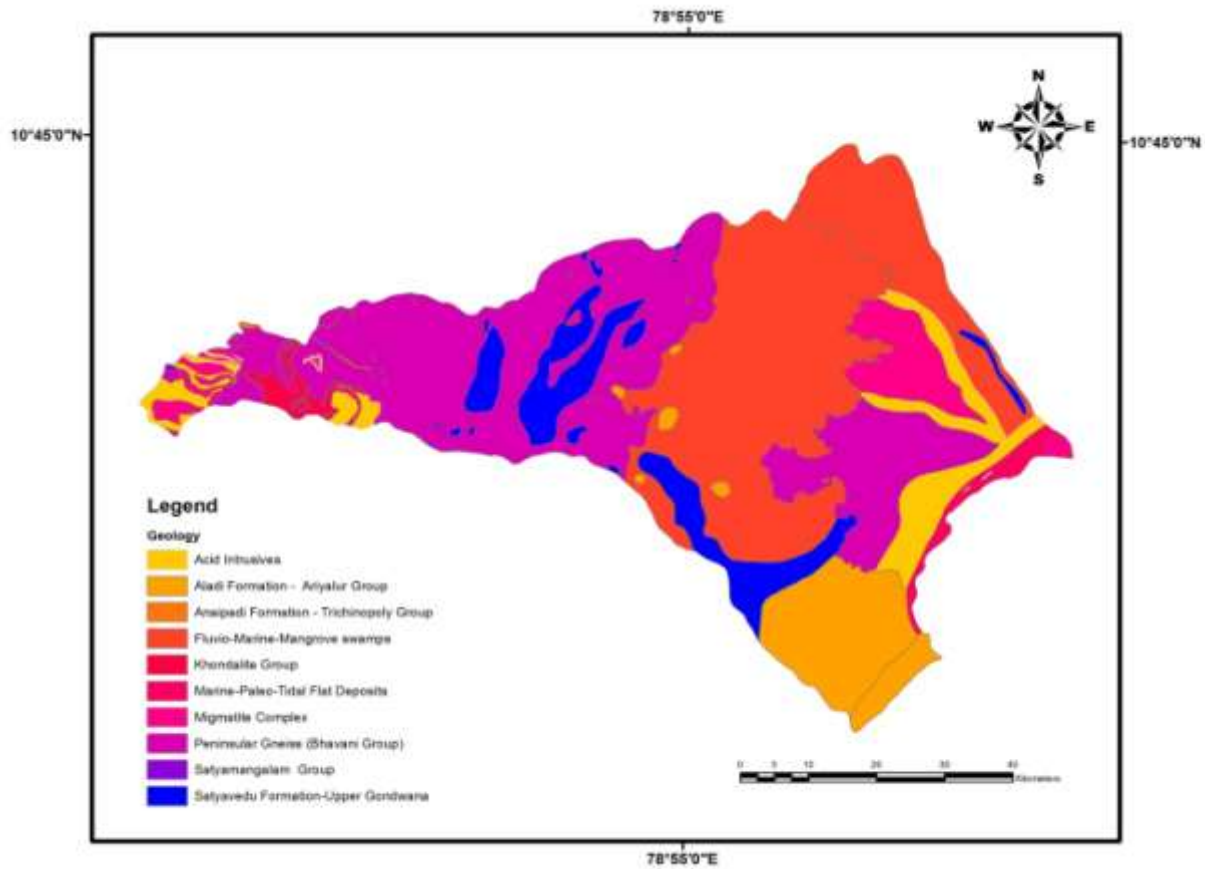 78°55'0"E
10°45'0"N
10°45'0"N
N
W E
S
Legend
Geology
Acid Intrusives
Aladi Formation - Ariyalur Group
Anaipadi Formation - Trichinopoly Group
Fluvio-Marine-Mangrove swamps
Khondalite Group
Marine-Paleo-Tidal Flat Deposits
Migmatite Complex
Peninsular Gneiss (Bhavani Group)
Satyamangalam Group
Satyavedu Formation-Upper Gondwana
0 5 10 20 30 40
Kilometers
78°55'0"E